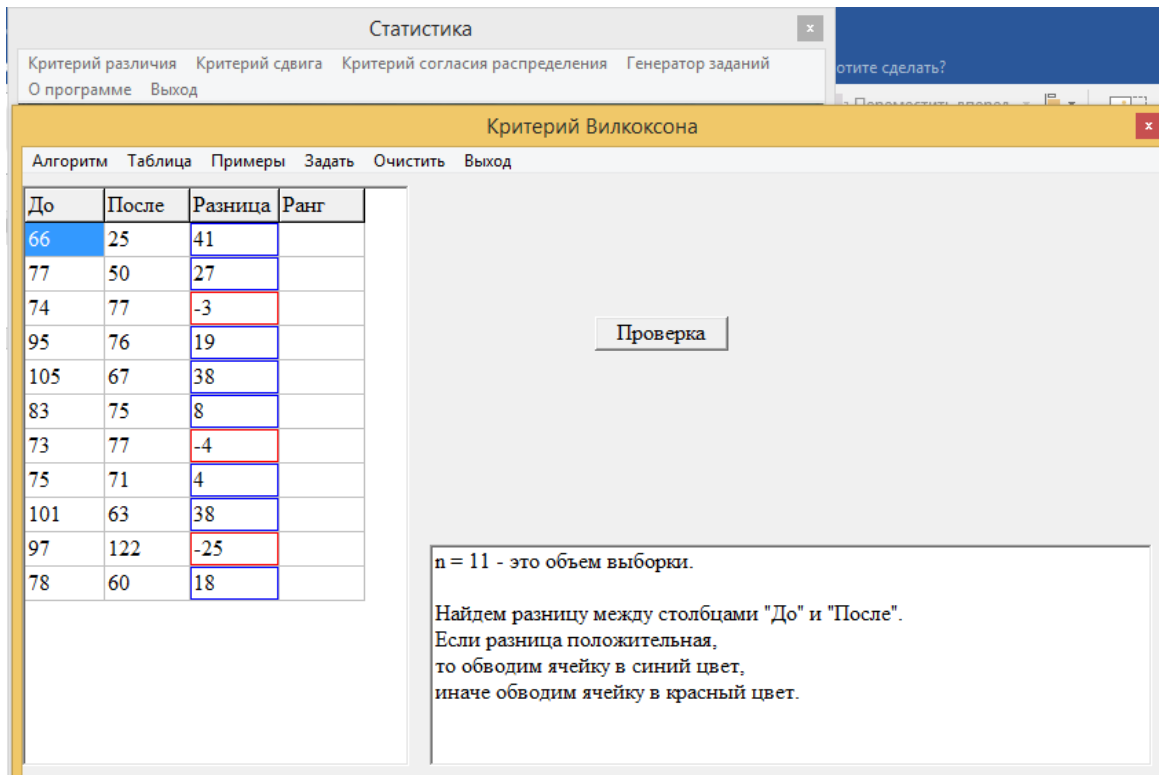 Статистика
x
Критерий различия Критерий сдвига Критерий согласия распределения Генератор заданий
О программе Выход
отите сделать?
Критерий Вилкоксона
x
Алгоритм Таблица Примеры Задать Очистить Выход
До После Разница Ранг
66 25 41
77 50 27
74 77 -3
95 76 19
105 67 38
83 75 8
73 77 -4
75 71 4
101 63 38
97 122 -25
78 60 18
Проверка
n = 11 - это объем выборки.
Найдем разницу между столбцами "До" и "После".
Если разница положительная,
то обводим ячейку в синий цвет,
иначе обводим ячейку в красный цвет.